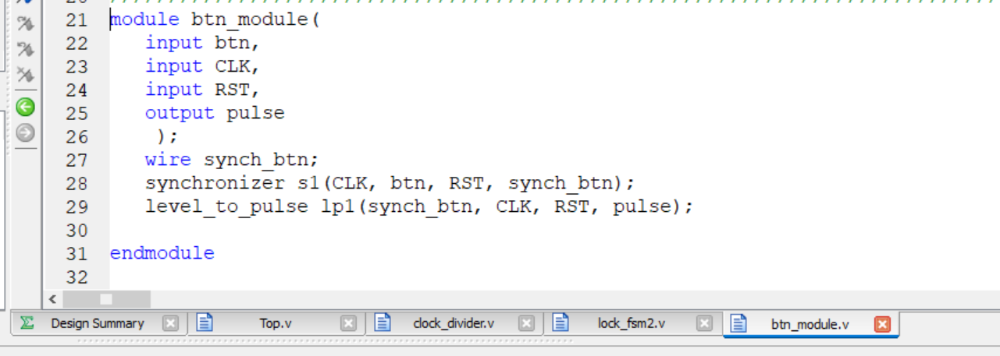 21 module btn_module(
22 input btn,
23 input CLK,
24 input RST,
25 output pulse
26 );
27 wire synch_btn;
28 synchronizer s1(CLK, btn, RST, synch_btn);
29 level_to_pulse lp1(synch_btn, CLK, RST, pulse);
30
31 endmodule
32
Design Summary Top.v clock_divider.v lock_fsm2.v btn_module.v